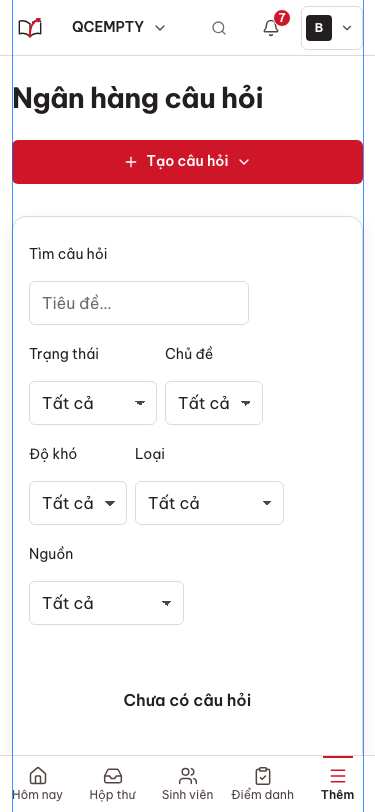 QCEMPTY
7
B
Ngân hàng câu hỏi
Tạo câu hỏi
Tìm câu hỏi
Tiêu đề...
Trạng thái Chủ đề
Tất cả Tất cả
Độ khó Loại
Tất cả Tất cả
Nguồn
Tất cả
Chưa có câu hỏi
Hôm nay Hộp thư Sinh viên Điểm danh Thêm